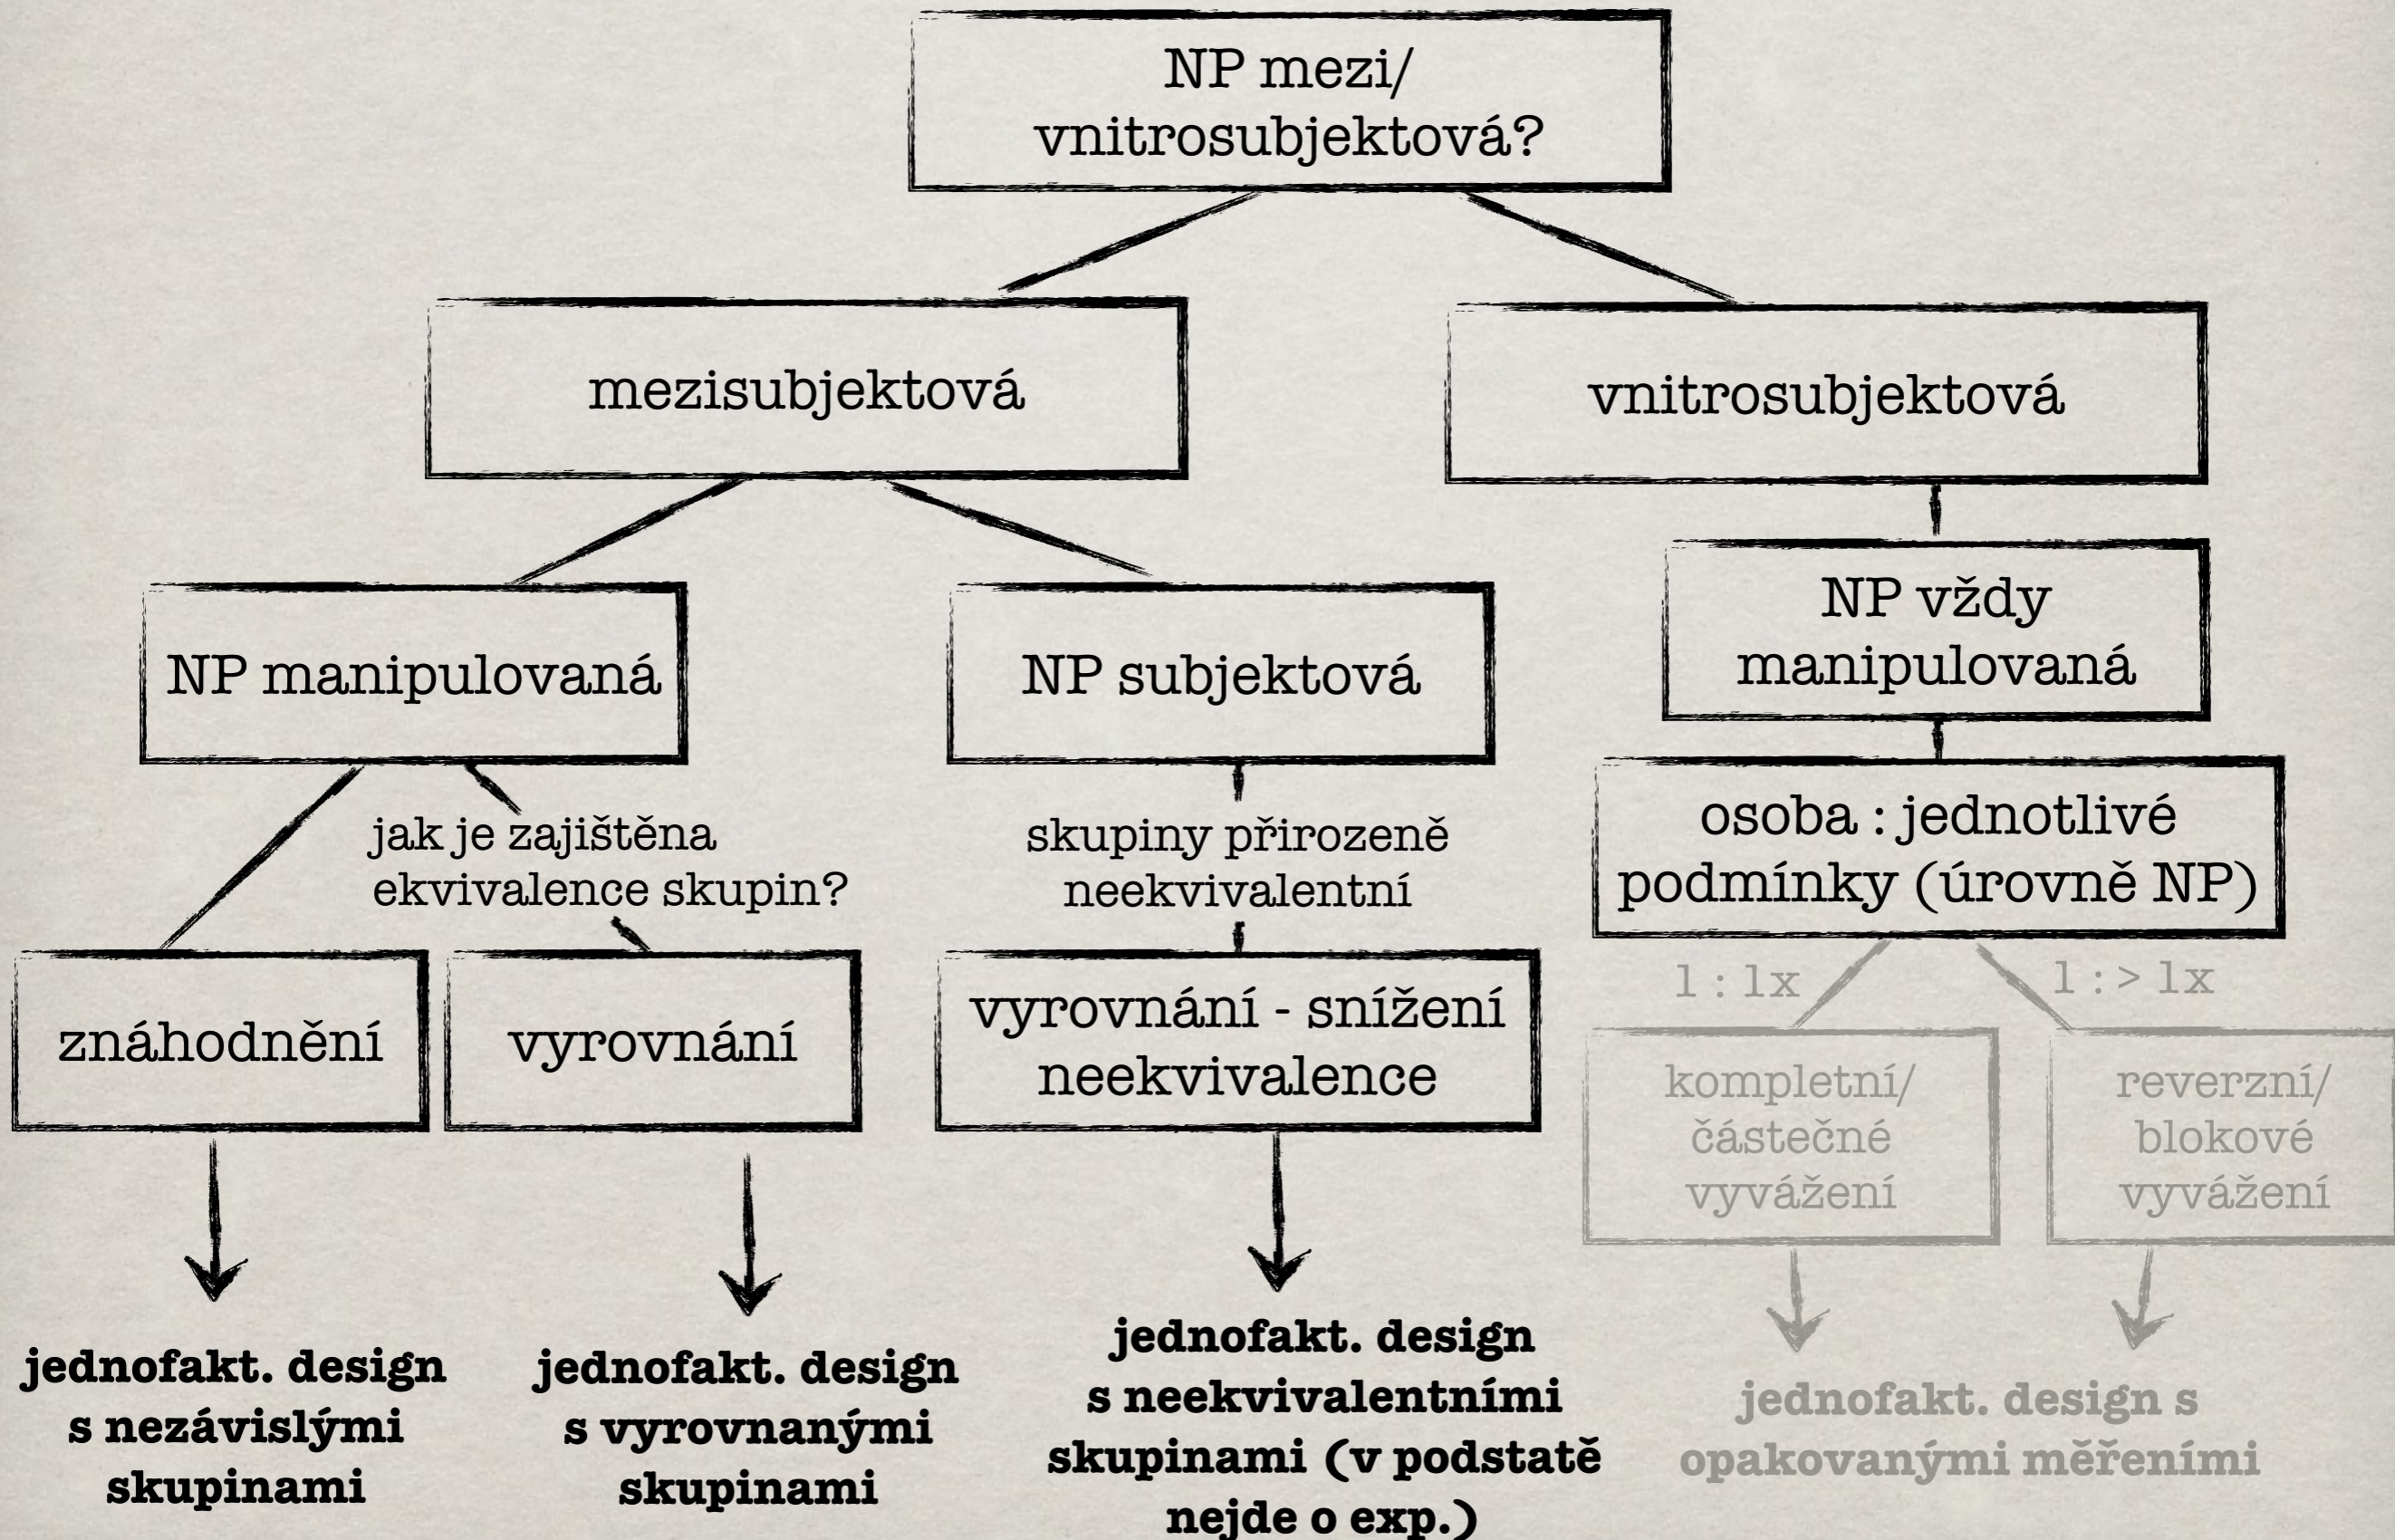 NP mezi/
vnitrosubjektová?
mezisubjektová
vnitrosubjektová
NP manipulovaná
NP subjektová
NP vždy
manipulovaná
jak je zajištěna
ekvivalence skupin?
skupiny přirozeně
neekvivalentní
osoba : jednotlivé
podmínky (úrovně NP)
1 : 1x
1 : > 1x
znáhodnění
vyrovnání
vyrovnání - snížení
neekvivalence
kompletní/
částečné
vyvážení
reverzní/
blokové
vyvážení
jednofakt. design
s nezávislými
skupinami
jednofakt. design
s vyrovnanými
skupinami
jednofakt. design
s neekvivalentními
skupinami (v podstatě
nejde o exp.)
jednofakt. design s
opakovanými měřeními